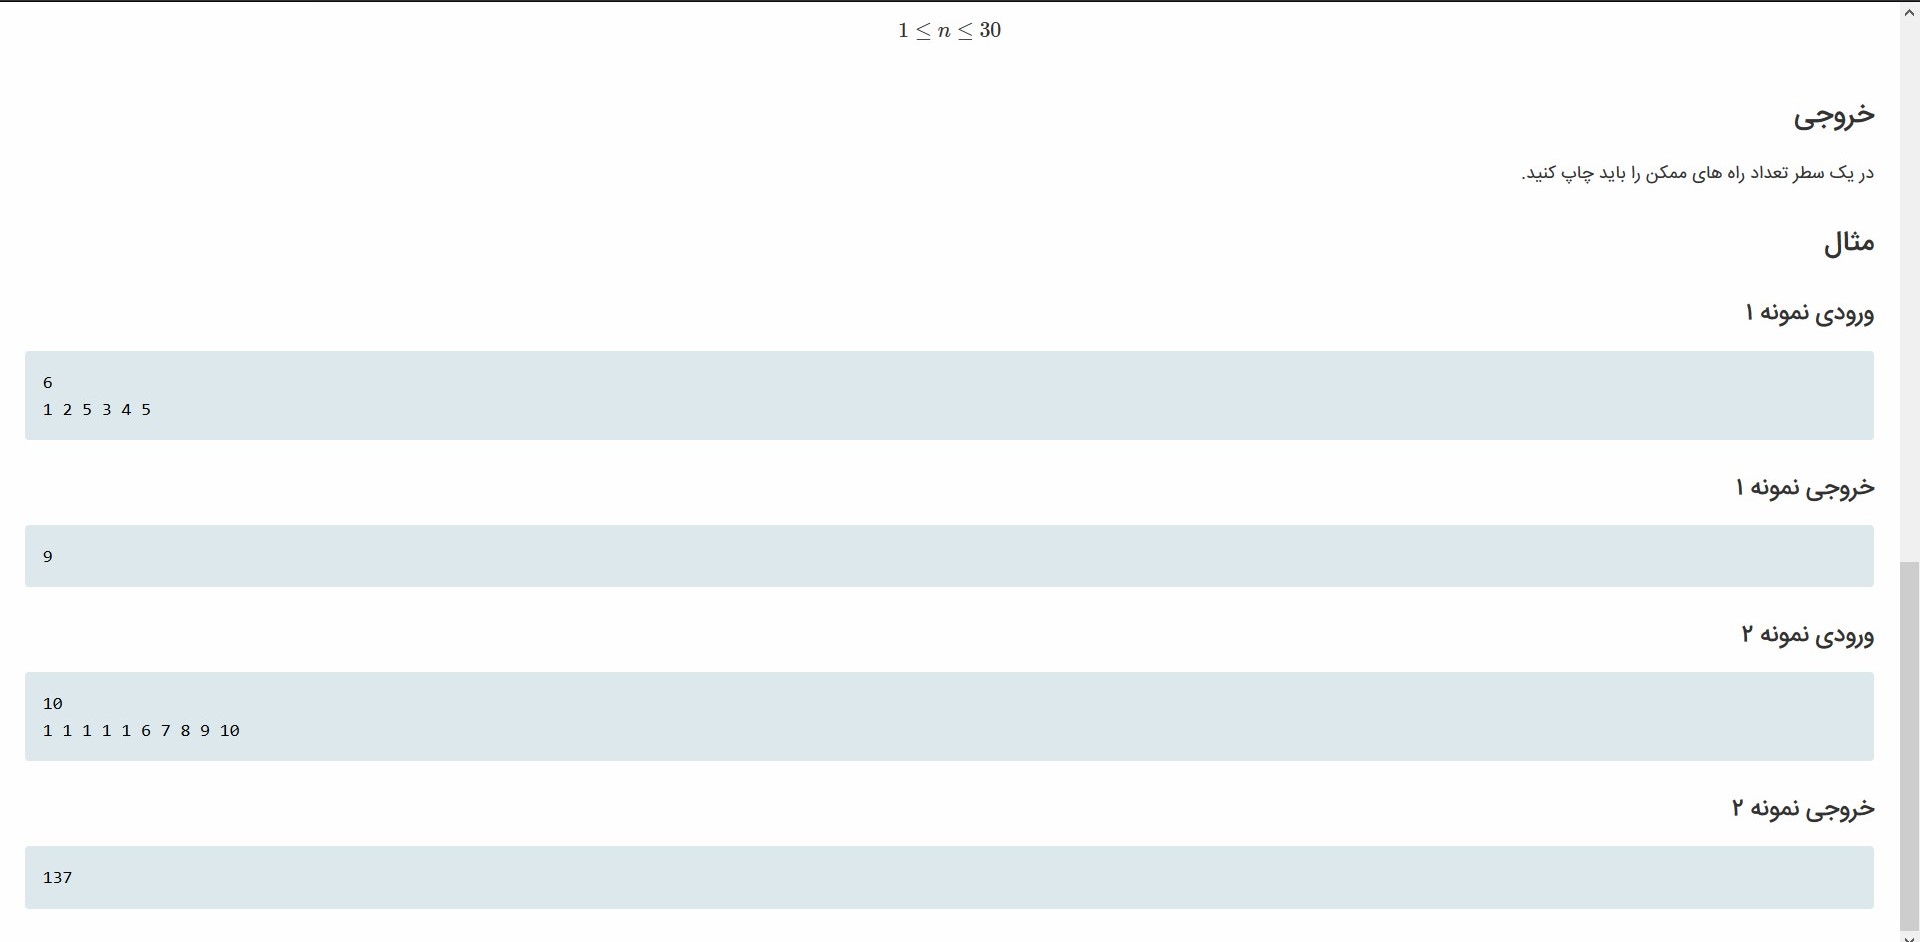 1 ≤ n ≤ 30
خروجی
در یک سطر تعداد راه های ممکن را باید چاپ کنید.
مثال
ورودی نمونه ۱
6
1 2 5 3 4 5
خروجی نمونه ۱
9
ورودی نمونه ۲
10
1 1 1 1 1 6 7 8 9 10
خروجی نمونه ۲
137